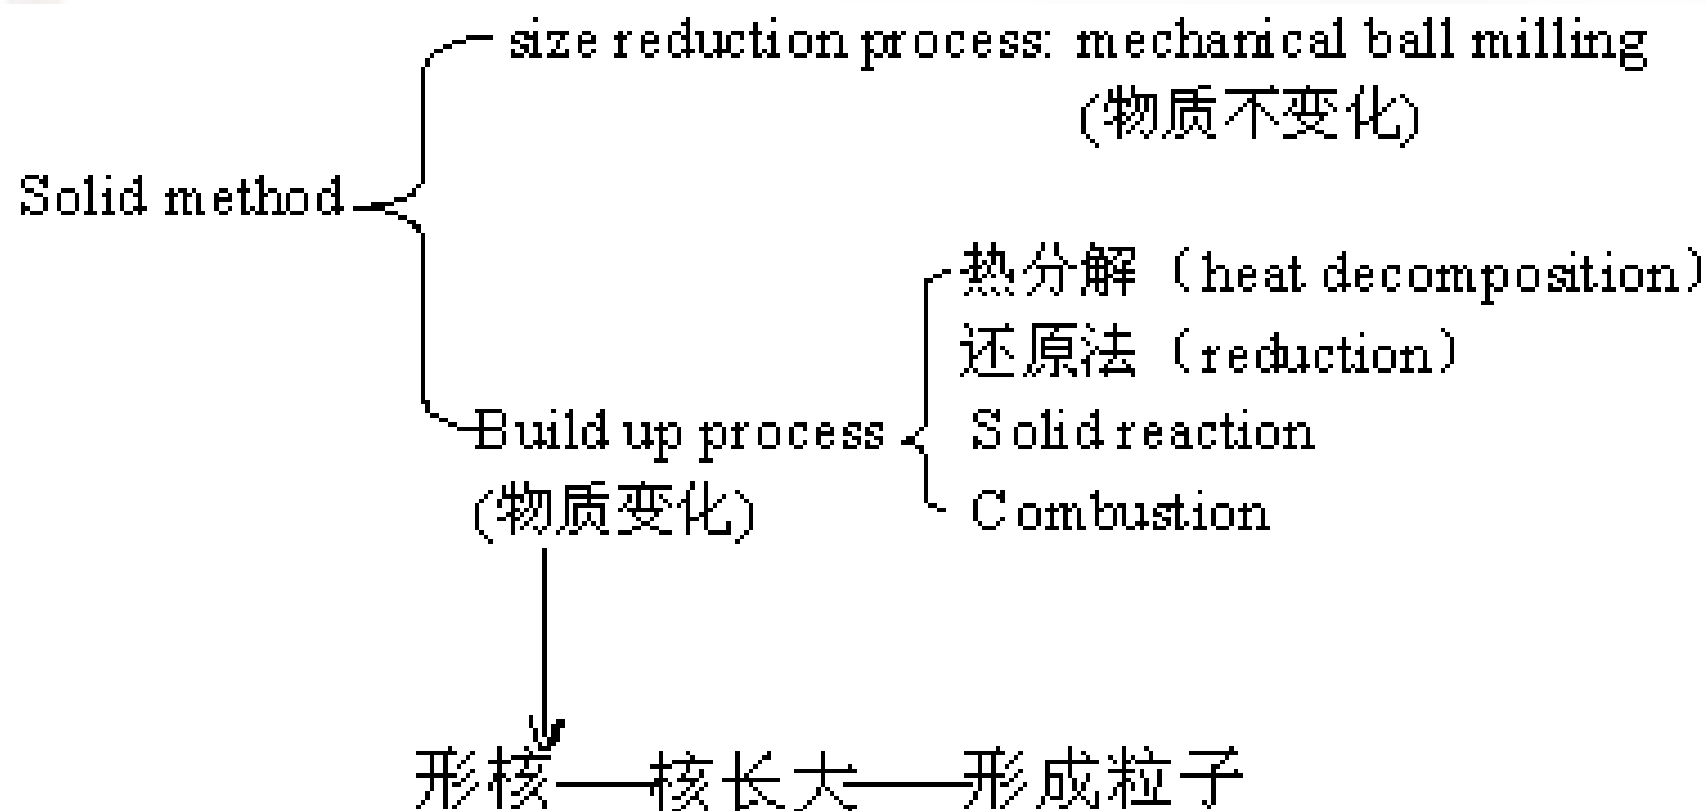 size reduction process: mechanical ball milling
(物质不变化)
Solid method
热分解（heat decomposition）
还原法（reduction）
Build up process
Solid reaction
(物质变化)
Combustion
形核—核长大—形成粒子